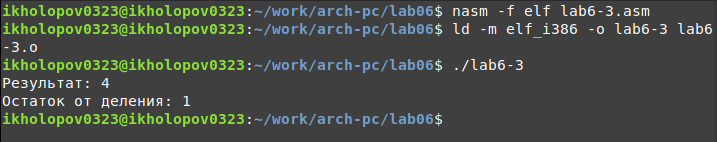 ikholopov0323@ikholopov0323:~/work/arch-pc/lab06$ nasm -f elf lab6-3.asm
ikholopov0323@ikholopov0323:~/work/arch-pc/lab06$ ld -m elf_i386 -o lab6-3 lab6
-3.o
ikholopov0323@ikholopov0323:~/work/arch-pc/lab06$ ./lab6-3
Результат: 4
Остаток от деления: 1
ikholopov0323@ikholopov0323:~/work/arch-pc/lab06$